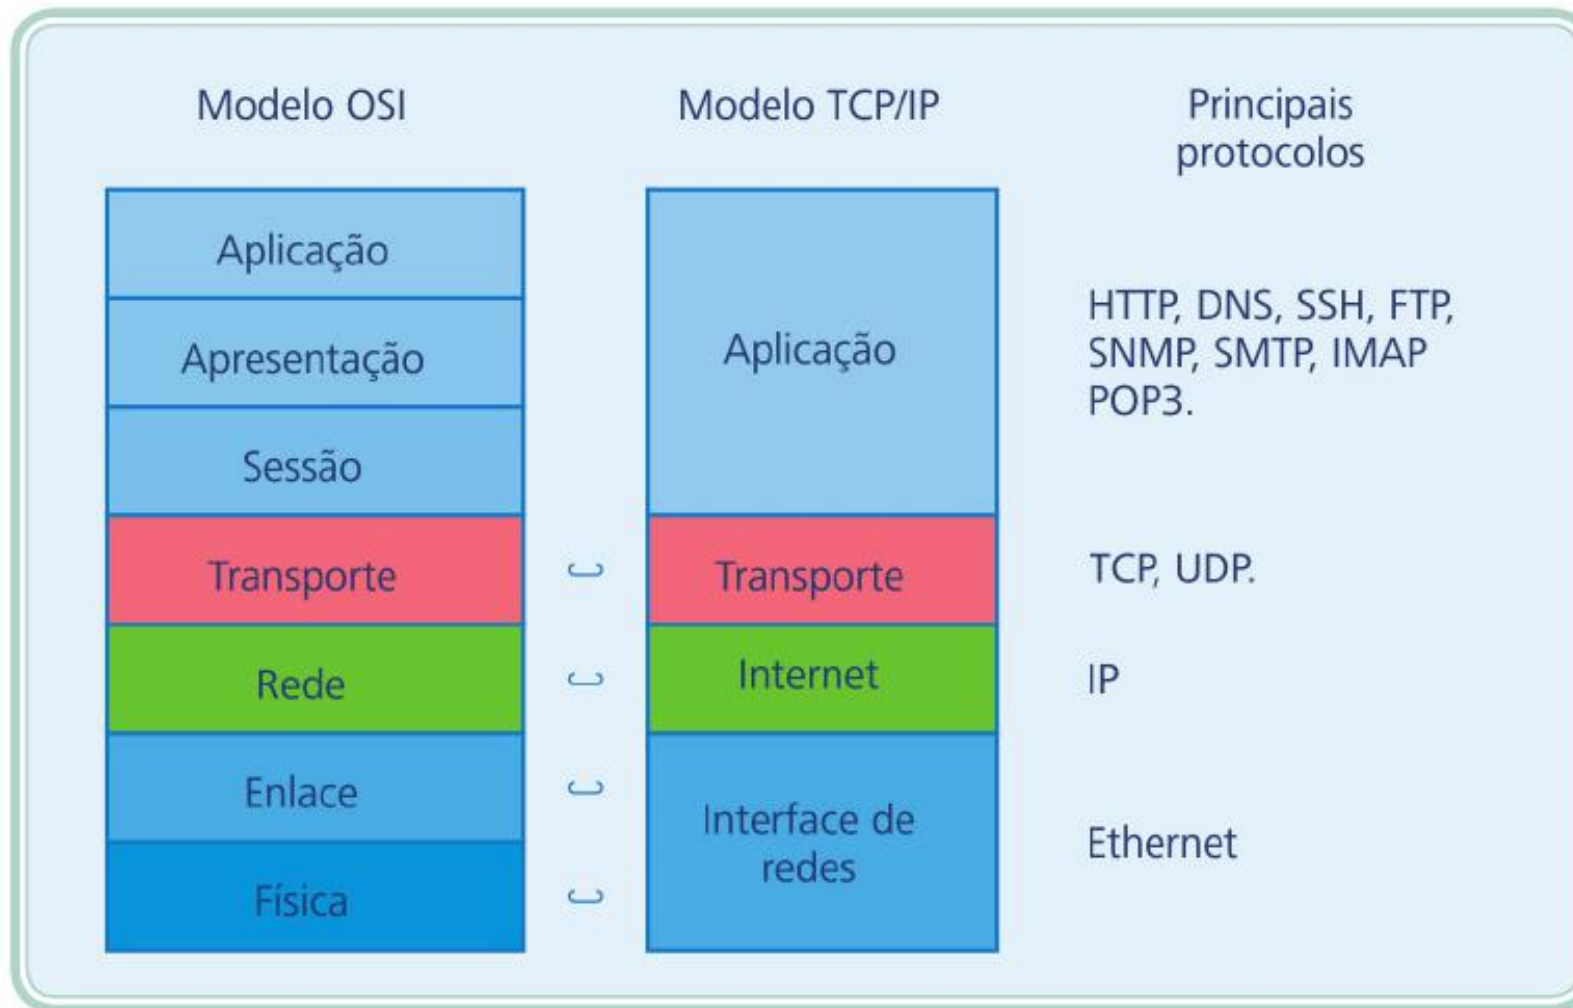 Modelo OSI
Modelo TCP/IP
Principais
protocolos
Aplicação
Apresentação
Sessão
Transporte
Rede
Enlace
Física
Aplicação
Transporte
Internet
Interface de
redes
HTTP, DNS, SSH, FTP,
SNMP, SMTP, IMAP
POP3.
TCP, UDP.
IP
Ethernet